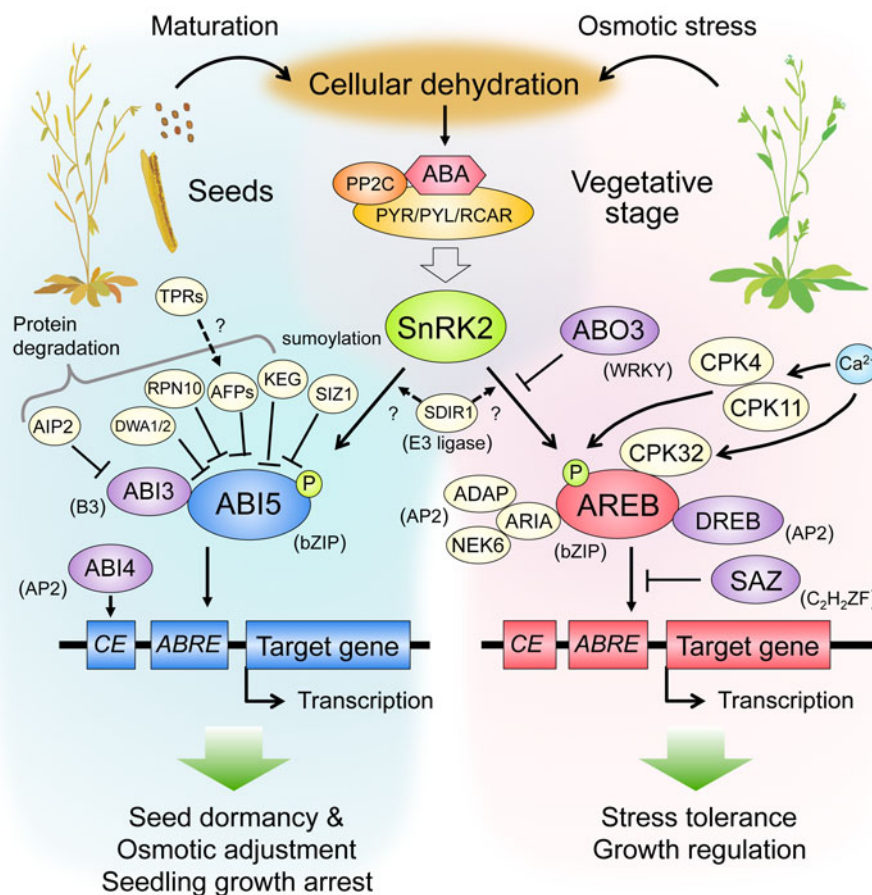 Maturation
Osmotic stress
Cellular dehydration
PP2C
ABA
PYR/PYL/RCAR
Seeds
Vegetative
stage
TPRs
?
Protein
degradation
sumoylation
SnRK2
ABO3
(WRKY)
CPK4
Ca2+
CPK11
RPN10
AFPs
KEG
SIZ1
AIP2
DWA1/2
?
SDIR1
?
(E3 ligase)
CPK32
ABI3
(B3)
ABI5
P
(bZIP)
P
AREB
(bZIP)
ADAP
(AP2)
ARIA
NEK6
DREB
(AP2)
ABI4
(AP2)
SAZ
(C2H2ZF)
CE
ABRE
Target gene
CE
ABRE
Target gene
Transcription
Transcription
Seed dormancy &
Osmotic adjustment
Seedling growth arrest
Stress tolerance
Growth regulation